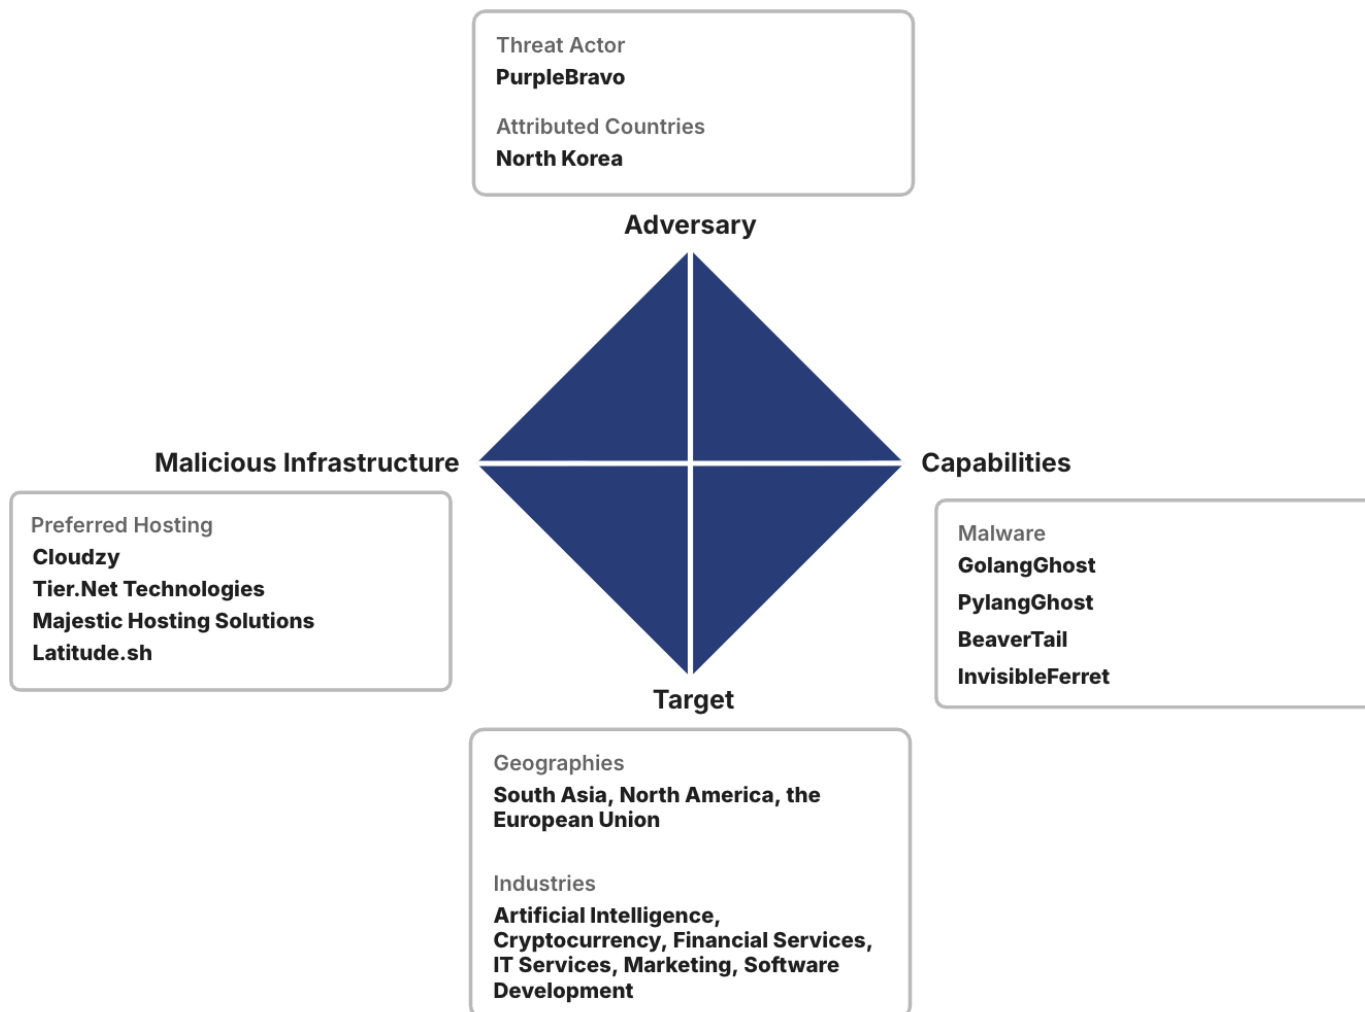 Threat Actor
PurpleBravo
Attributed Countries
North Korea
Adversary
Malicious Infrastructure
Capabilities
Preferred Hosting
Cloudzy
Tier.Net Technologies
Majestic Hosting Solutions
Latitude.sh
Malware
GolangGhost
PylangGhost
BeaverTail
InvisibleFerret
Target
Geographies
South Asia, North America, the
European Union
Industries
Artificial Intelligence,
Cryptocurrency, Financial Services,
IT Services, Marketing, Software
Development